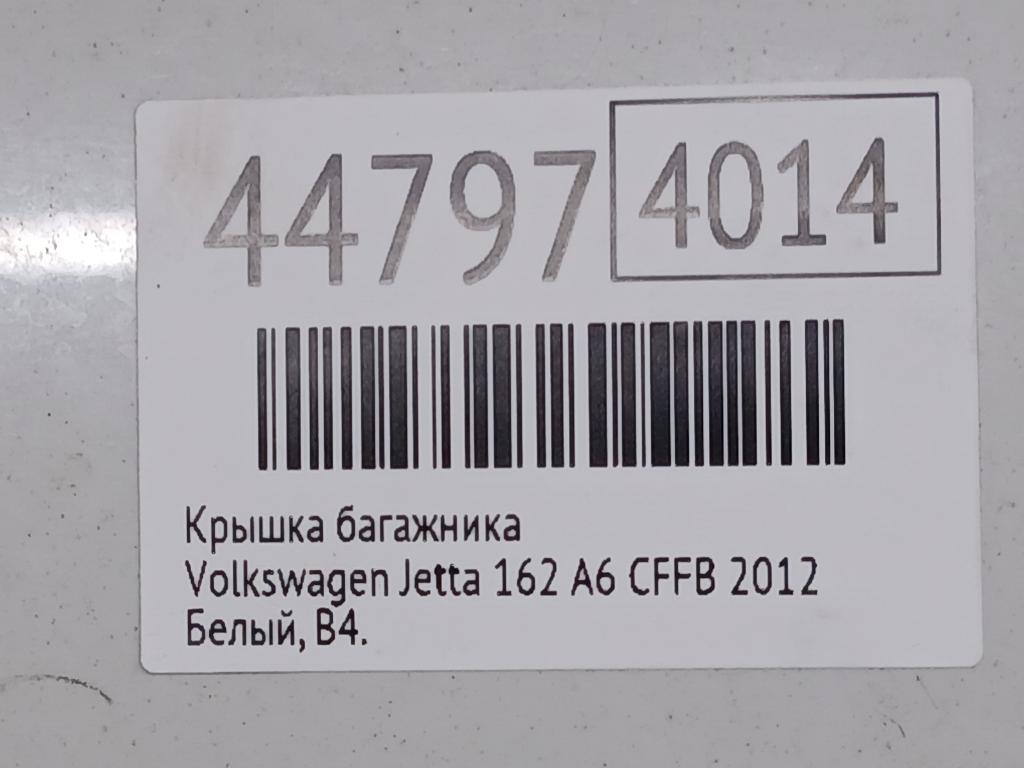 44797 4014
Крышка багажника
Volkswagen Jetta 162 A6 CFFB 2012
Белый, В4.